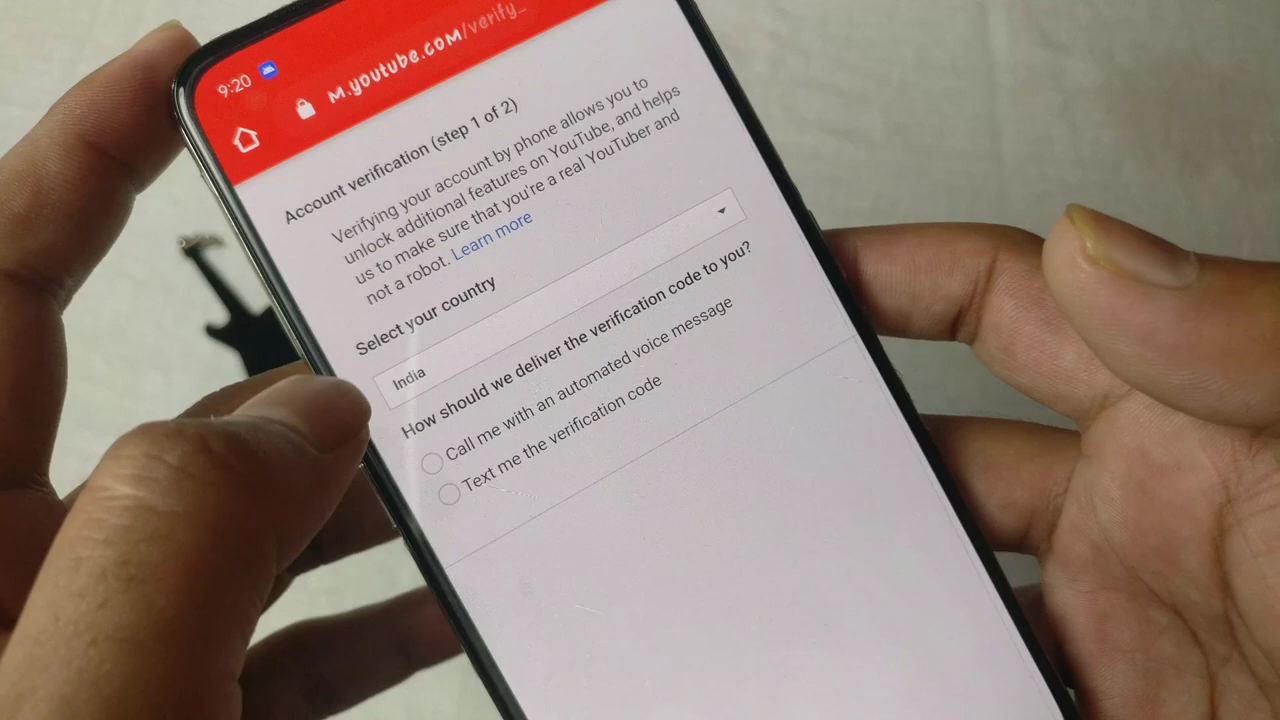 9:20
m.youtube.com/verify_
Account verification (step 1 of 2)
Verifying your account by phone allows you to
unlock additional features on YouTube, and helps
us to make sure that you're a real YouTuber and
not a robot. Learn more
Select your country
India
How should we deliver the verification code to you?
Call me with an automated voice message
Text me the verification code